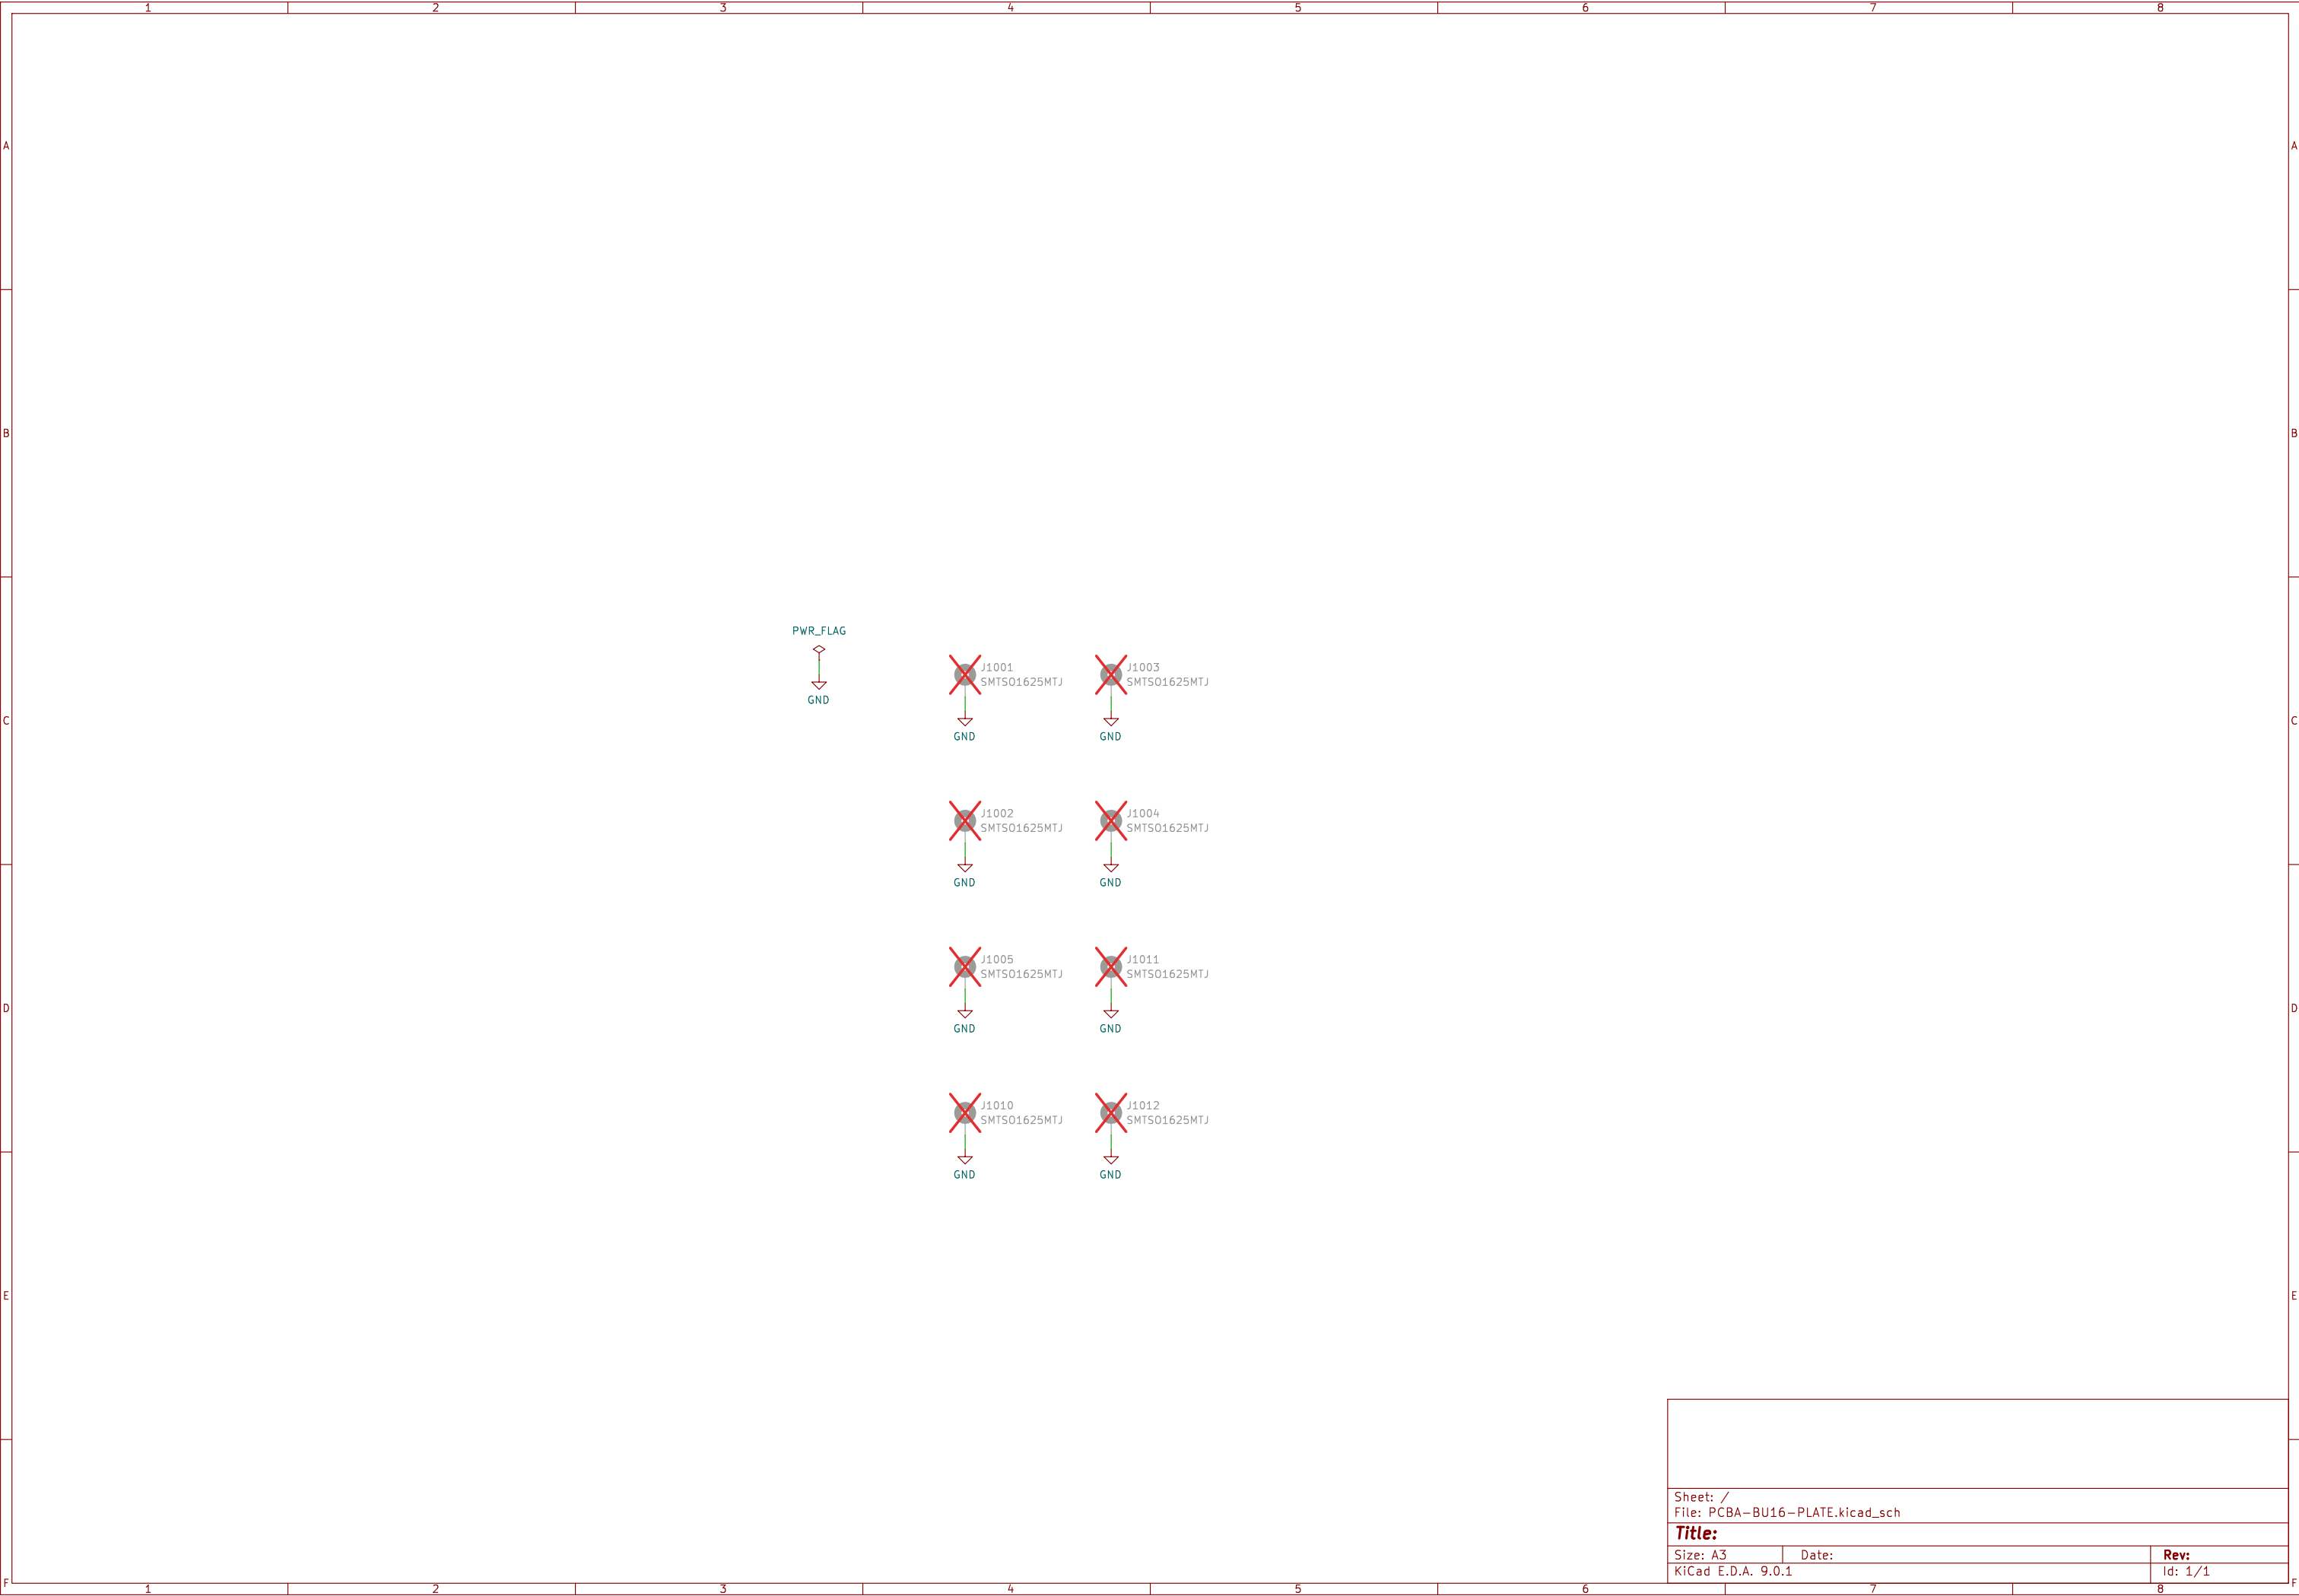 1 2 3 4 5 6 7 8
A A
B B
PWR_FLAG
GND
J1001
SMTSO1625MTJ
GND
J1003
SMTSO1625MTJ
GND
C C
J1002
SMTSO1625MTJ
GND
J1004
SMTSO1625MTJ
GND
J1005
SMTSO1625MTJ
GND
J1011
SMTSO1625MTJ
GND
D D
J1010
SMTSO1625MTJ
GND
J1012
SMTSO1625MTJ
GND
E E
Sheet: /
File: PCBA-BU16-PLATE.kicad_sch
Title:
Size: A3 Date: Rev:
KiCad E.D.A. 9.0.1 Id: 1/1
F F
1 2 3 4 5 6 7 8